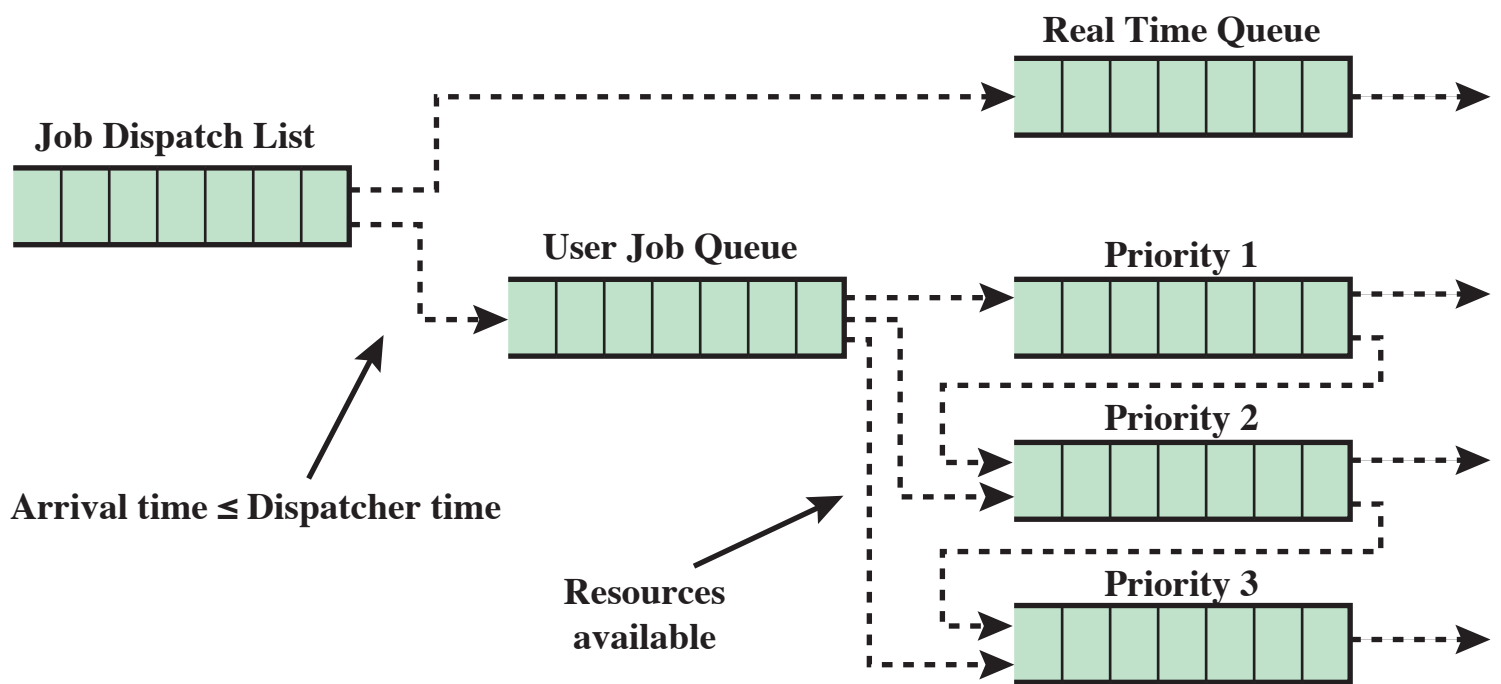 Real Time Queue
Job Dispatch List
User Job Queue
Priority 1
Priority 2
Arrival time ≤ Dispatcher time
Resources
available
Priority 3